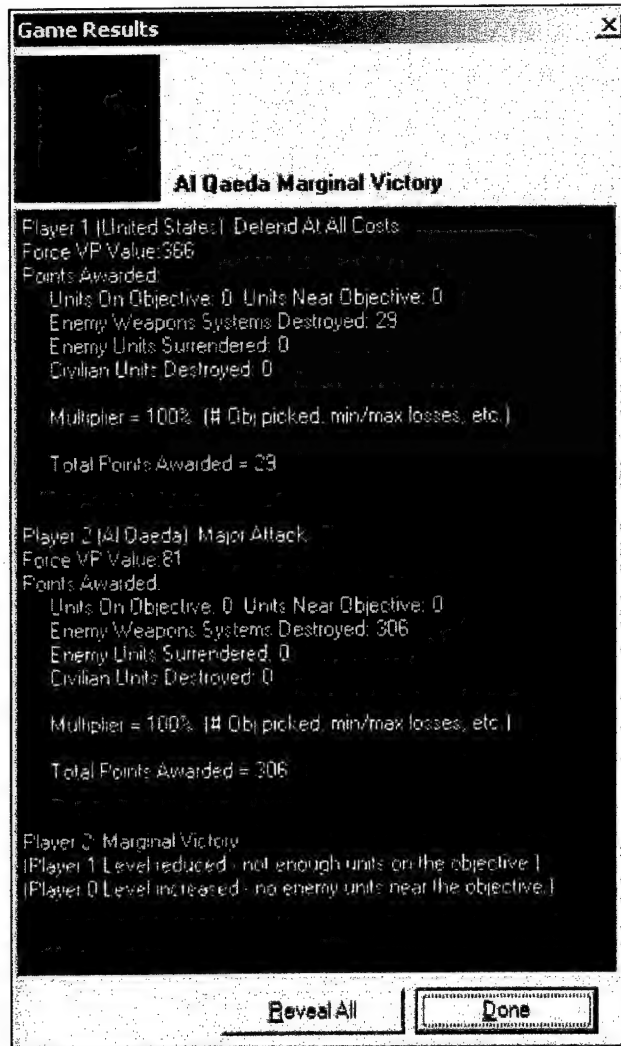 Game Results
Al Qaeda Marginal Victory
Player 1 (United States) Defend At All Costs
Force VP Value:366
Points Awarded:
Units On Objective: 0 Units Near Objective: 0
Enemy Weapons Systems Destroyed: 29
Enemy Units Surrendered: 0
Civilian Units Destroyed: 0
Multiplier = 100% (# Obj picked, min/max losses, etc.)
Total Points Awarded = 29
Player 2 (Al Qaeda) Major Attack
Force VP Value:81
Points Awarded:
Units On Objective: 0 Units Near Objective: 0
Enemy Weapons Systems Destroyed: 306
Enemy Units Surrendered: 0
Civilian Units Destroyed: 0
Multiplier = 100% (# Obj picked, min/max losses, etc.)
Total Points Awarded = 306
Player 2: Marginal Victory
(Player 1 Level reduced - not enough units on the objective.)
(Player 0 Level increased - no enemy units near the objective.)
Reveal All
Done